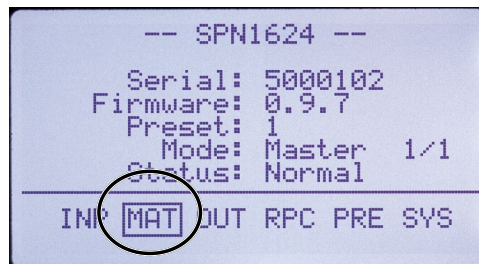 -- SPN1624 --
Serial: 5000102
Firmware: 0.9.7
Preset: 1
Mode: Master 1/1
Status: Normal
INP MAT OUT RPC PRE SYS